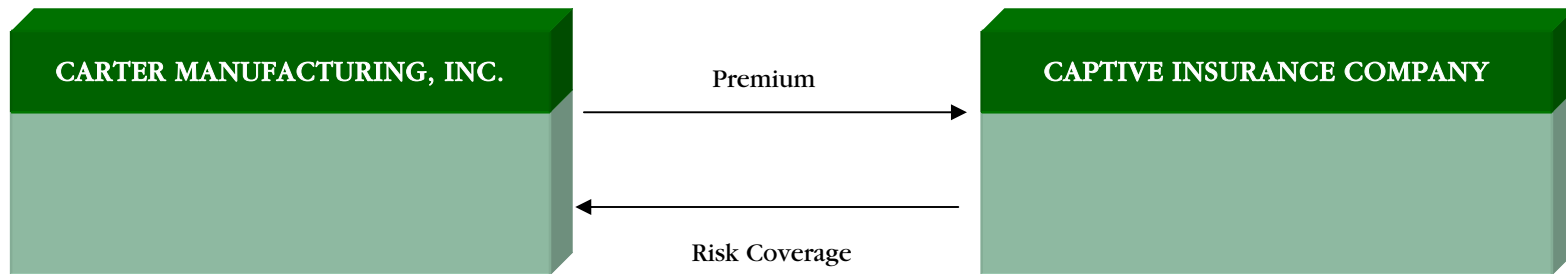 CARTER MANUFACTURING, INC.
Premium
CAPTIVE INSURANCE COMPANY
Risk Coverage